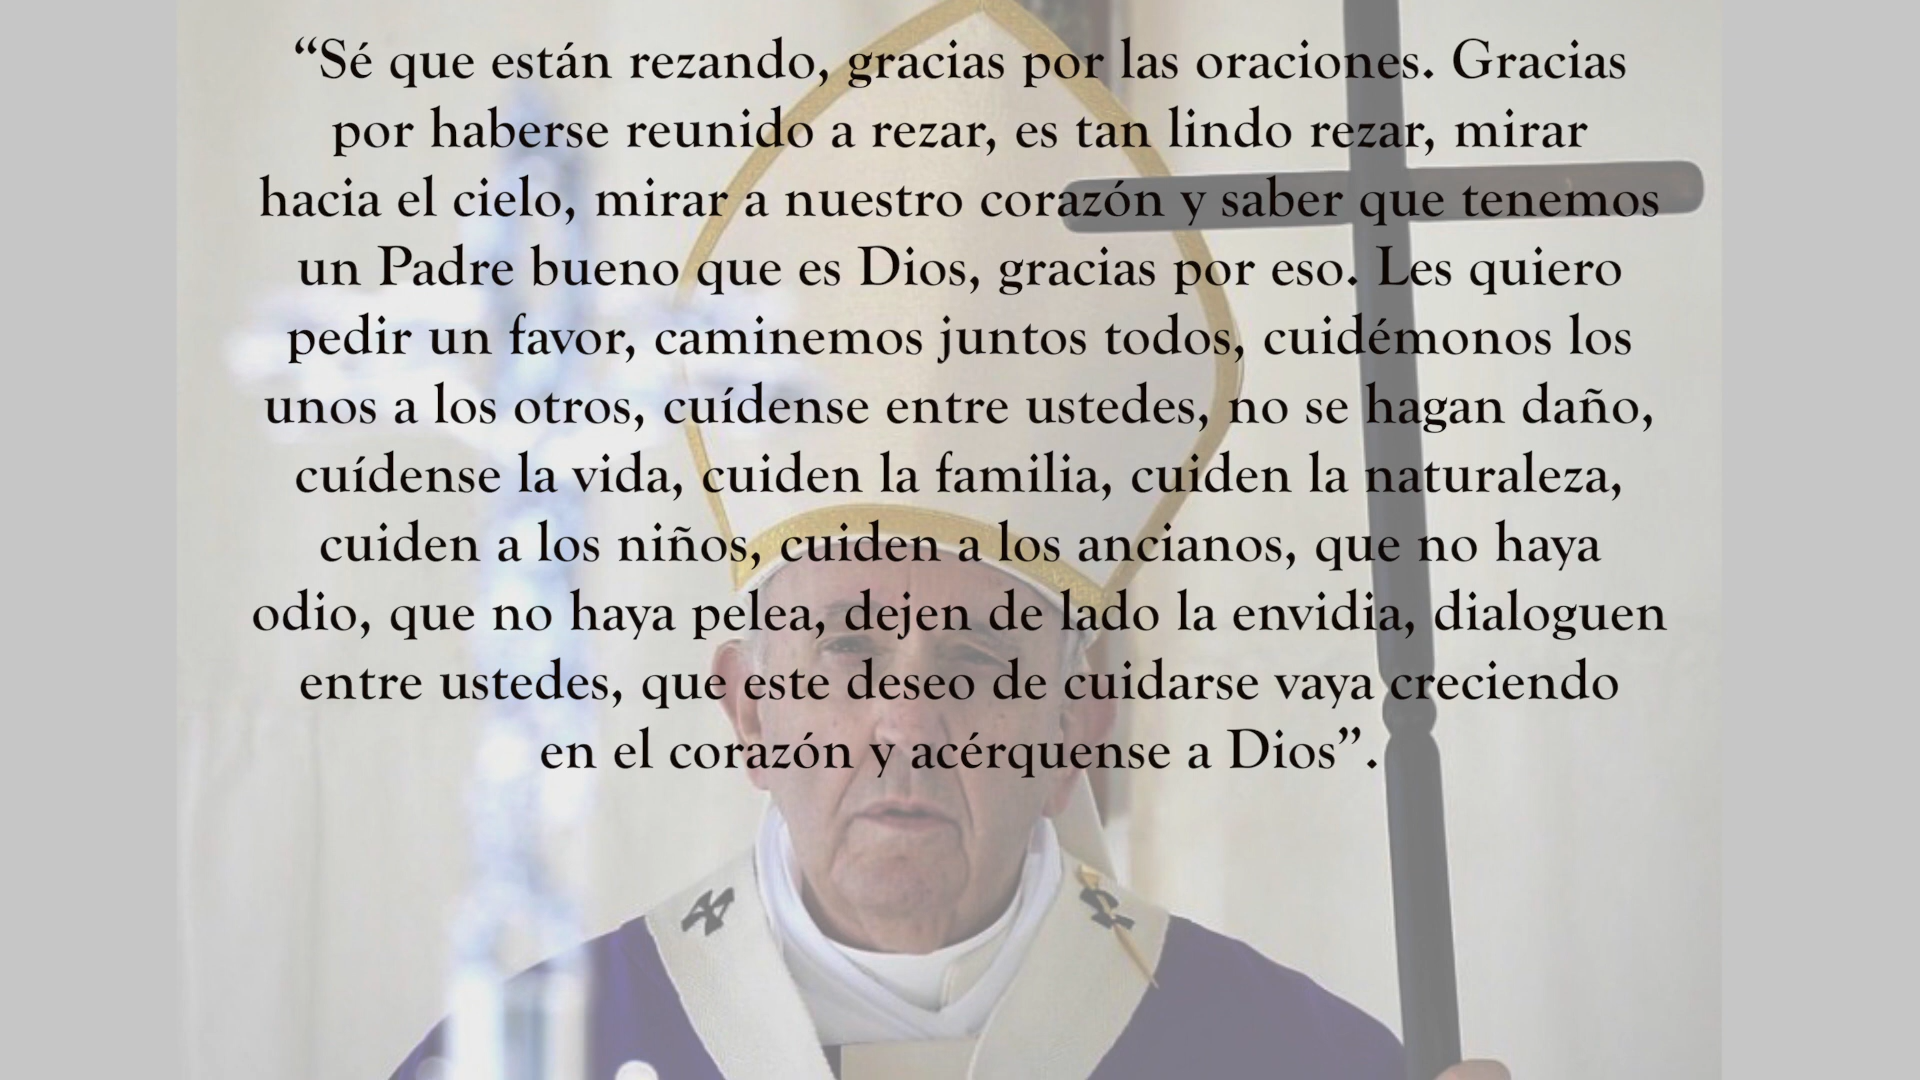 “Sé que están rezando, gracias por las oraciones. Gracias
por haberse reunido a rezar, es tan lindo rezar, mirar
hacia el cielo, mirar a nuestro corazón y saber que tenemos
un Padre bueno que es Dios, gracias por eso. Les quiero
pedir un favor, caminemos juntos todos, cuidémonos los
unos a los otros, cuídense entre ustedes, no se hagan daño,
cuídense la vida, cuiden la familia, cuiden la naturaleza,
cuiden a los niños, cuiden a los ancianos, que no haya
odio, que no haya pelea, dejen de lado la envidia, dialoguen
entre ustedes, que este deseo de cuidarse vaya creciendo
en el corazón y acérquense a Dios”.